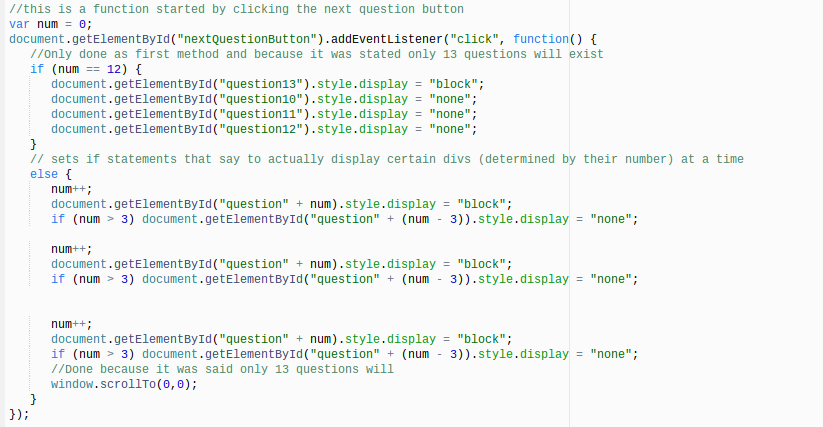 //this is a function started by clicking the next question button
var num = 0;
document.getElementById("nextQuestionButton").addEventListener("click", function() {
//Only done as first method and because it was stated only 13 questions will exist
if (num == 12) {
document.getElementById("question13").style.display = "block";
document.getElementById("question10").style.display = "none";
document.getElementById("question11").style.display = "none";
document.getElementById("question12").style.display = "none";
}
// sets if statements that say to actually display certain divs (determined by their number) at a time
else {
num++;
document.getElementById("question" + num).style.display = "block";
if (num > 3) document.getElementById("question" + (num - 3)).style.display = "none";
num++;
document.getElementById("question" + num).style.display = "block";
if (num > 3) document.getElementById("question" + (num - 3)).style.display = "none";
num++;
document.getElementById("question" + num).style.display = "block";
if (num > 3) document.getElementById("question" + (num - 3)).style.display = "none";
//Done because it was said only 13 questions will
window.scrollTo(0,0);
}
});